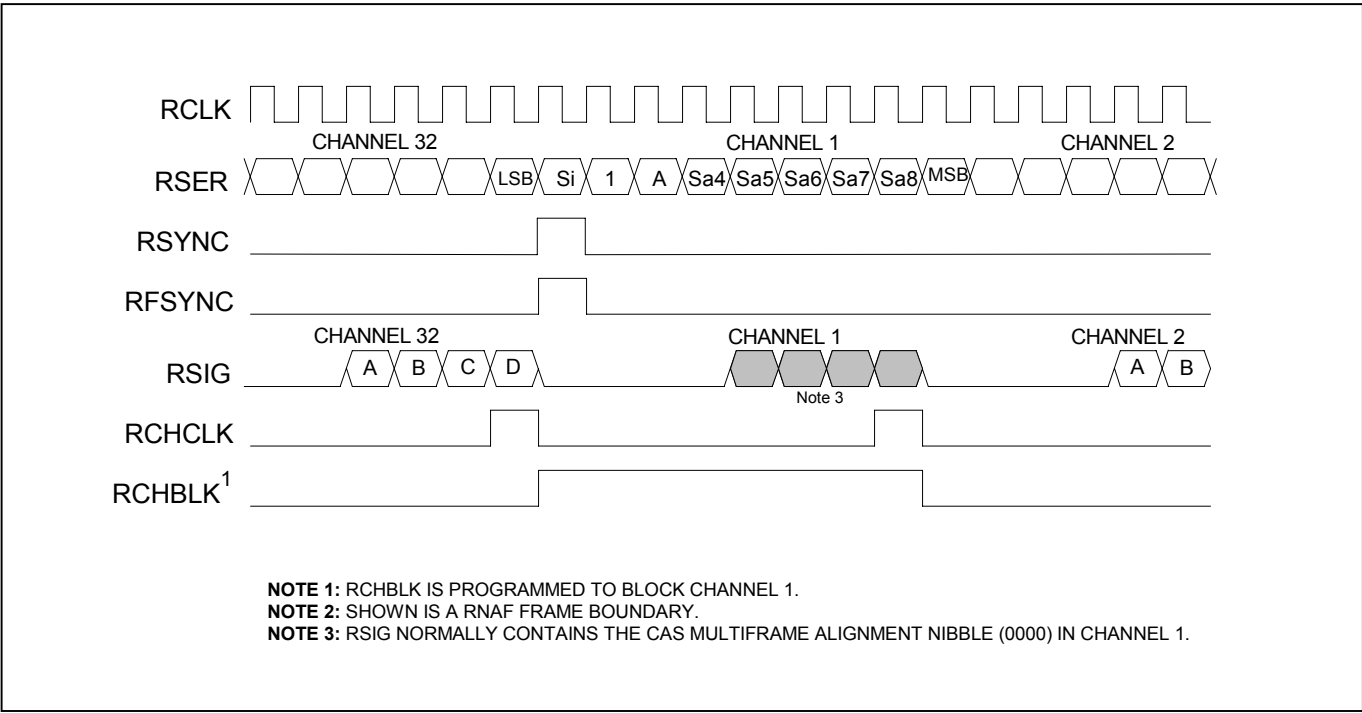 RCLK
CHANNEL 32 CHANNEL 1 CHANNEL 2
RSER LSB Si 1 A Sa4 Sa5 Sa6 Sa7 Sa8 MSB
RSYNC
RFSYNC
CHANNEL 32 CHANNEL 1 CHANNEL 2
RSIG A B C D A B
Note 3
RCHCLK
RCHBLK1
NOTE 1: RCHBLK IS PROGRAMMED TO BLOCK CHANNEL 1.
NOTE 2: SHOWN IS A RNAF FRAME BOUNDARY.
NOTE 3: RSIG NORMALLY CONTAINS THE CAS MULTIFRAME ALIGNMENT NIBBLE (0000) IN CHANNEL 1.